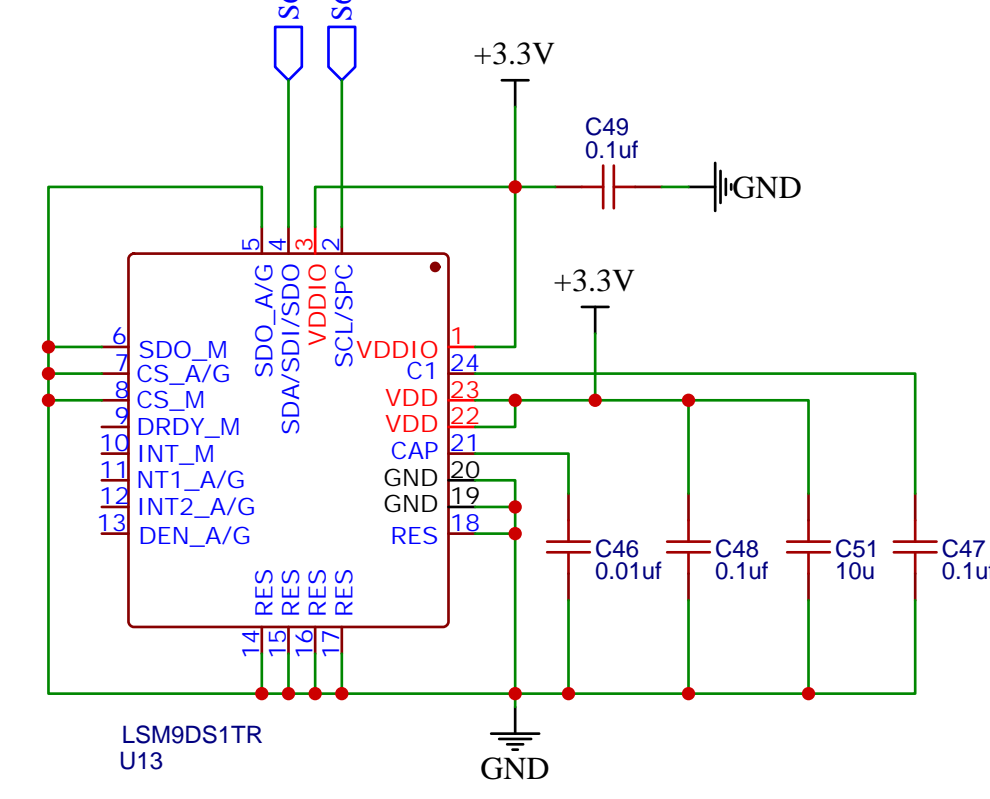 +3.3V
C49
0.1uf
GND
5
4
3
2
SDO_A/G
SDA/SDI/SDO
VDDIO
SCL/SPC
+3.3V
6
SDO_M
7
CS_A/G
8
CS_M
9
DRDY_M
10
INT_M
11
NT1_A/G
12
INT2_A/G
13
DEN_A/G
VDDIO
1
C1
24
VDD
23
VDD
22
CAP
21
GND
20
GND
19
RES
18
C46
0.01uf
C48
0.1uf
C51
10u
C47
RES
RES
RES
RES
14
15
16
17
LSM9DS1TR
U13
GND